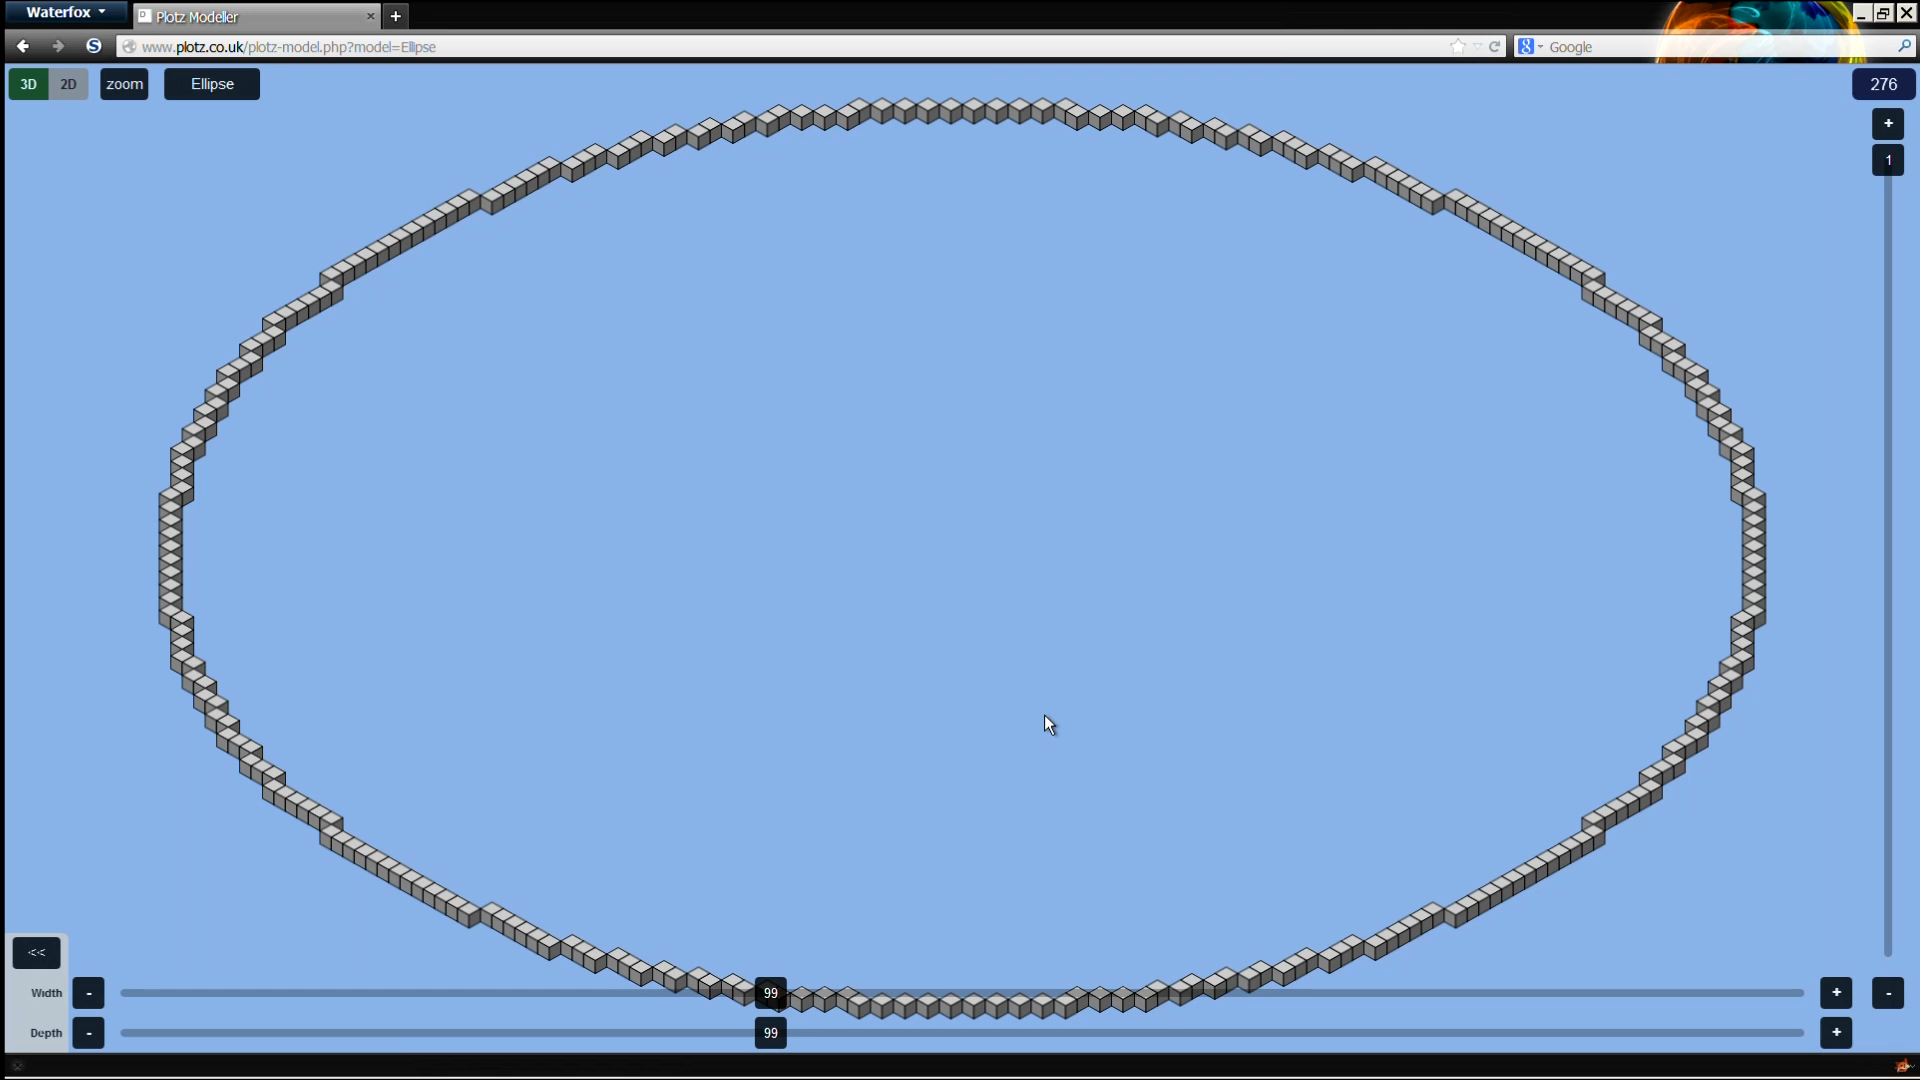 Waterfox
Plotz Modeller
www.plotz.co.uk/plotz-model.php?model=Ellipse
Google
3D
2D
zoom
Ellipse
276
+
1
<<
Width
-
99
+
-
Depth
-
99
+